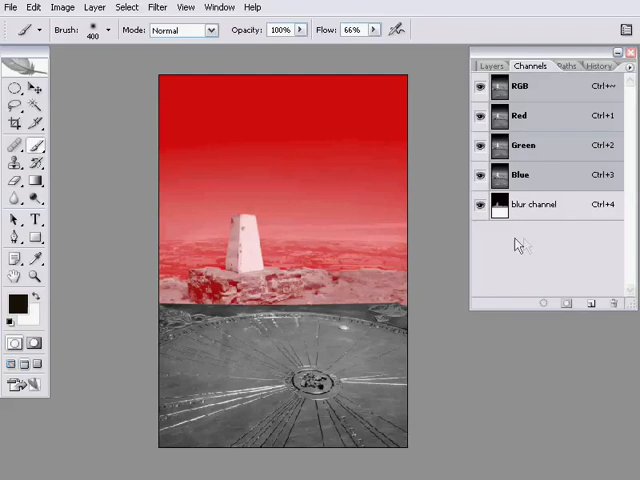 File Edit Image Layer Select Filter View Window Help
Brush: 400 Mode: Normal Opacity: 100% Flow: 66%
Layers Channels Paths History
RGB Ctrl+~
Red Ctrl+1
Green Ctrl+2
Blue Ctrl+3
blur channel Ctrl+4